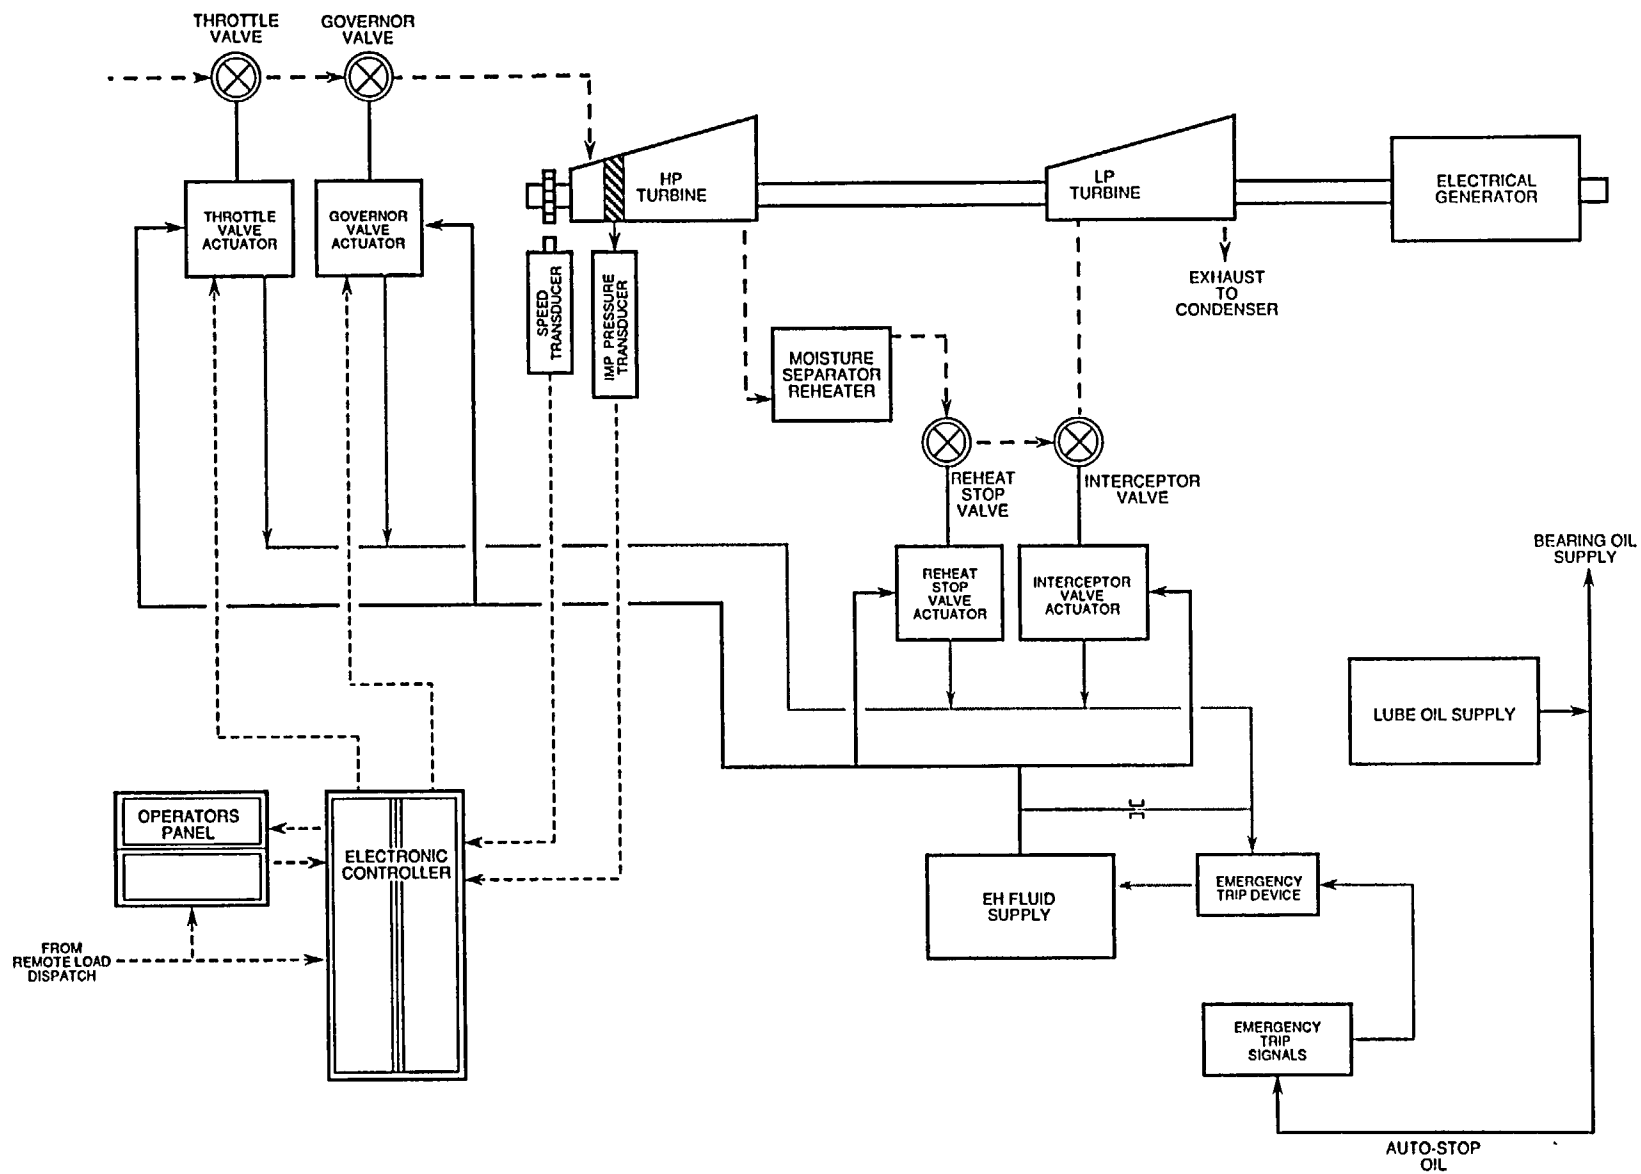 THROTTLE
VALVE
GOVERNOR
VALVE
THROTTLE
VALVE
ACTUATOR
GOVERNOR
VALVE
ACTUATOR
HP
TURBINE
LP
TURBINE
ELECTRICAL
GENERATOR
SPEED
TRANSDUCER
IMP PRESSURE
TRANSDUCER
EXHAUST
TO
CONDENSER
MOISTURE
SEPARATOR
REHEATER
REHEAT
STOP
VALVE
INTERCEPTOR
VALVE
REHEAT
STOP
VALVE
ACTUATOR
INTERCEPTOR
VALVE
ACTUATOR
BEARING OIL
SUPPLY
LUBE OIL SUPPLY
OPERATORS
PANEL
ELECTRONIC
CONTROLLER
EH FLUID
SUPPLY
EMERGENCY
TRIP DEVICE
FROM
REMOTE LOAD
DISPATCH
EMERGENCY
TRIP
SIGNALS
AUTO-STOP
OIL